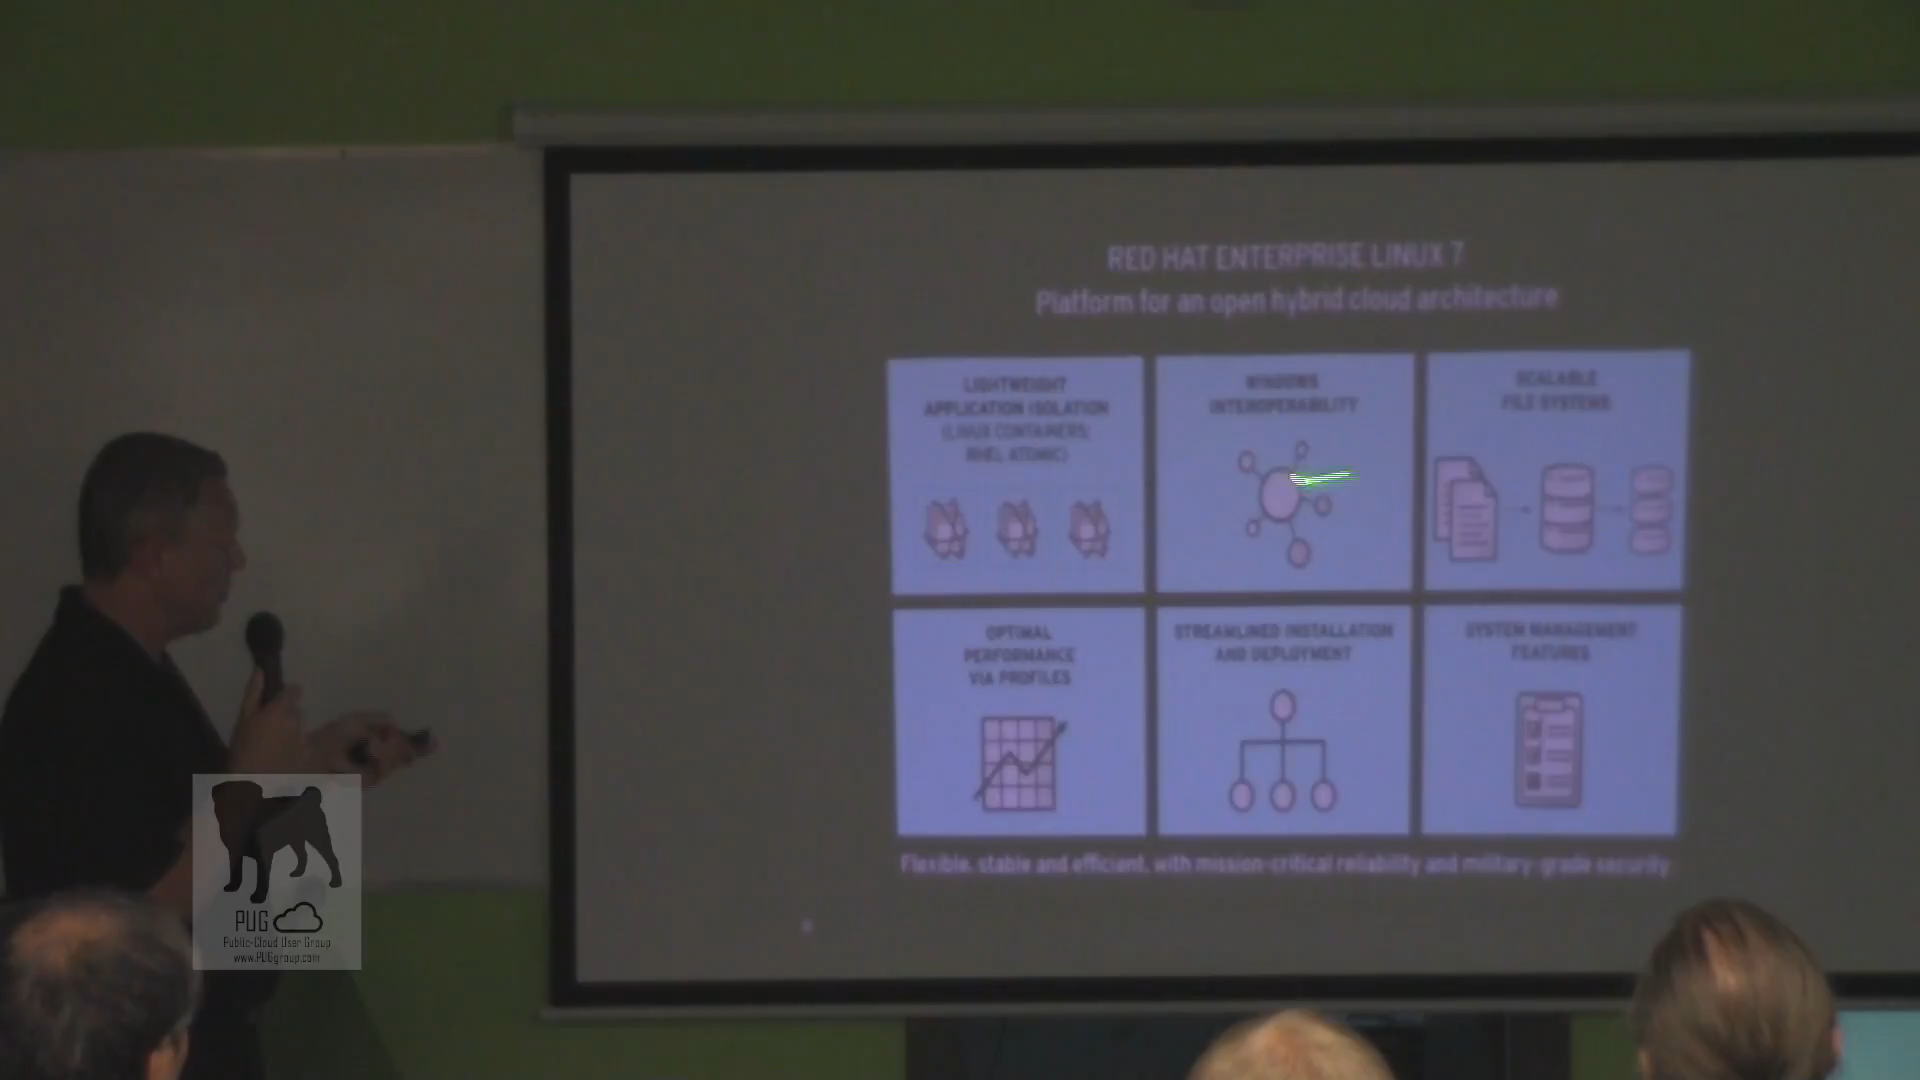 RED HAT ENTERPRISE LINUX 7
Platform for an open hybrid cloud architecture
LIGHTWEIGHT
APPLICATION ISOLATION
(LINUX CONTAINERS;
RHEL ATOMIC)
WINDOWS
INTEROPERABILITY
SCALABLE
FILE SYSTEMS
OPTIMAL
PERFORMANCE
VIA PROFILES
STREAMLINED INSTALLATION
AND DEPLOYMENT
SYSTEM MANAGEMENT
FEATURES
Flexible, stable and efficient, with mission-critical reliability and military-grade security
PUG
Public-Cloud User Group
www.PUGgroup.com